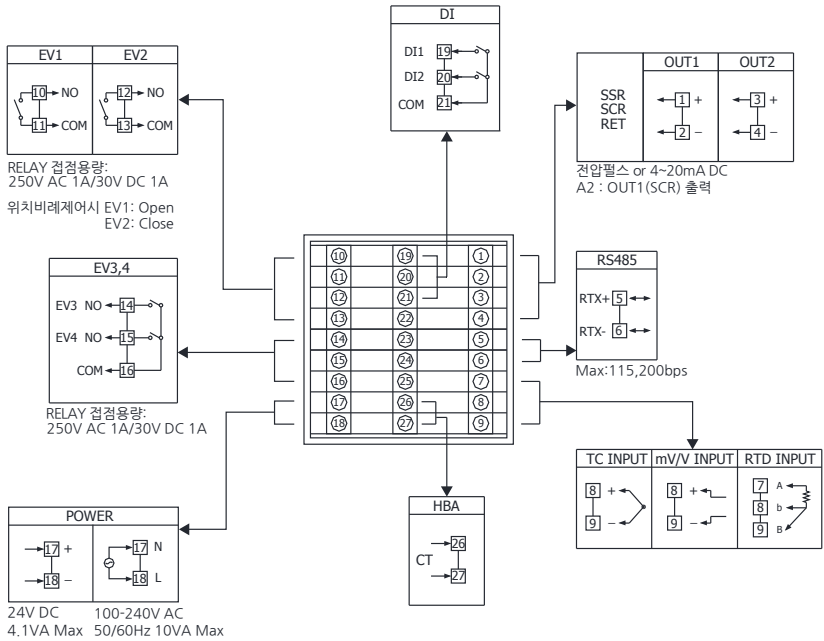 DI
DI1 19
DI2 20
COM 21
EV1 EV2
10 NO 12 NO
11 COM 13 COM
RELAY 접점용량:
250V AC 1A/30V DC 1A
위치비례제어시 EV1: Open
EV2: Close
OUT1 OUT2
SSR
SCR
RET
1 + 3 +
2 − 4 −
전압펄스 or 4~20mA DC
A2 : OUT1(SCR) 출력
EV3,4
EV3 NO 14
EV4 NO 15
COM 16
RELAY 접점용량:
250V AC 1A/30V DC 1A
10 19 1
11 20 2
12 21 3
13 22 4
14 23 5
15 24 6
16 25 7
17 26 8
18 27 9
RS485
RTX+ 5
RTX- 6
Max:115,200bps
TC INPUT mV/V INPUT RTD INPUT
8 + 8 + 7 A
8 b
9 − 9 − 9 B
POWER
17 + 17 N
18 − 18 L
24V DC 100-240V AC
4.1VA Max 50/60Hz 10VA Max
HBA
CT
26
27